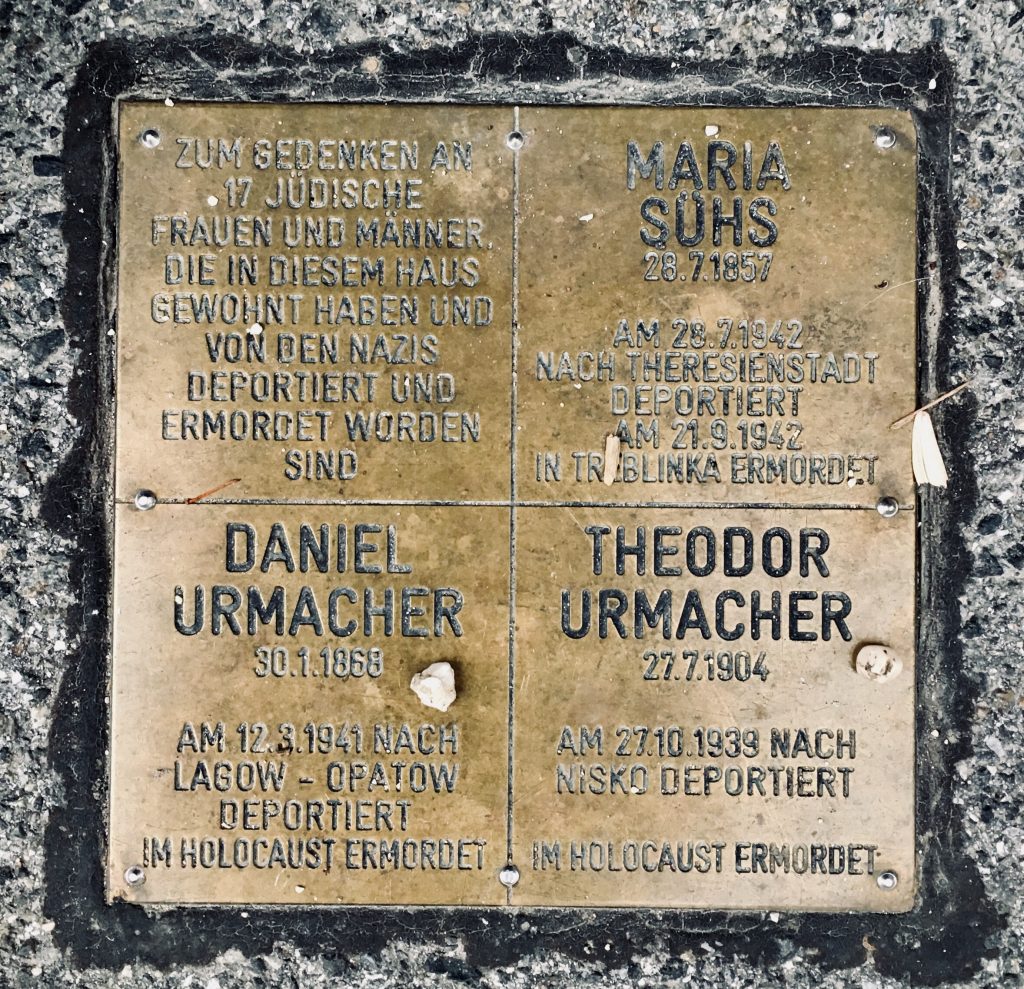 ZUM GEDENKEN AN
17 JÜDISCHE
FRAUEN UND MÄNNER,
DIE IN DIESEM HAUS
GEWOHNT HABEN UND
VON DEN NAZIS
DEPORTIERT UND
ERMORDET WORDEN
SIND
MARIA
SÜHS
28.7.1857
AM 28.7.1942
NACH THERESIENSTADT
DEPORTIERT
AM 21.9.1942
IN TREBLINKA ERMORDET
DANIEL
URMACHER
30.1.1868
AM 12.3.1941 NACH
LAGOW - OPATOW
DEPORTIERT
IM HOLOCAUST ERMORDET
THEODOR
URMACHER
27.7.1904
AM 27.10.1939 NACH
NISKO DEPORTIERT
IM HOLOCAUST ERMORDET